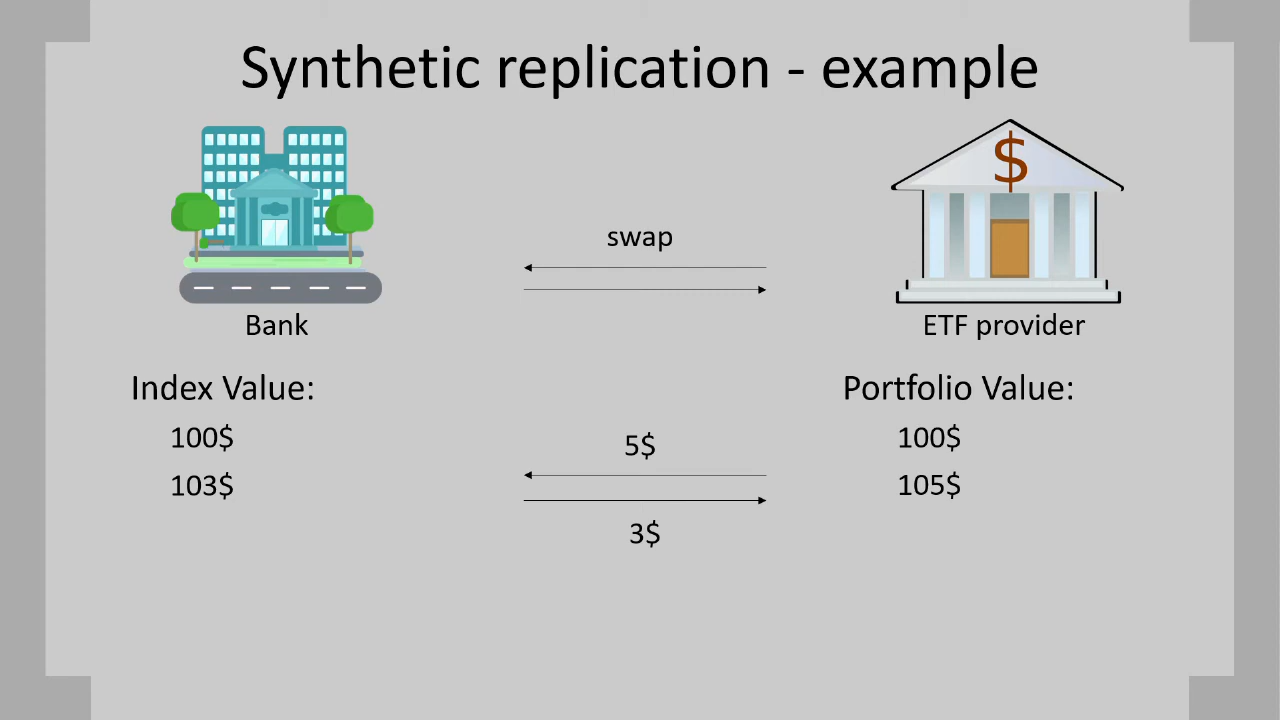 Synthetic replication - example
$
swap
Bank
ETF provider
Index Value:
Portfolio Value:
100$
100$
5$
103$
105$
3$